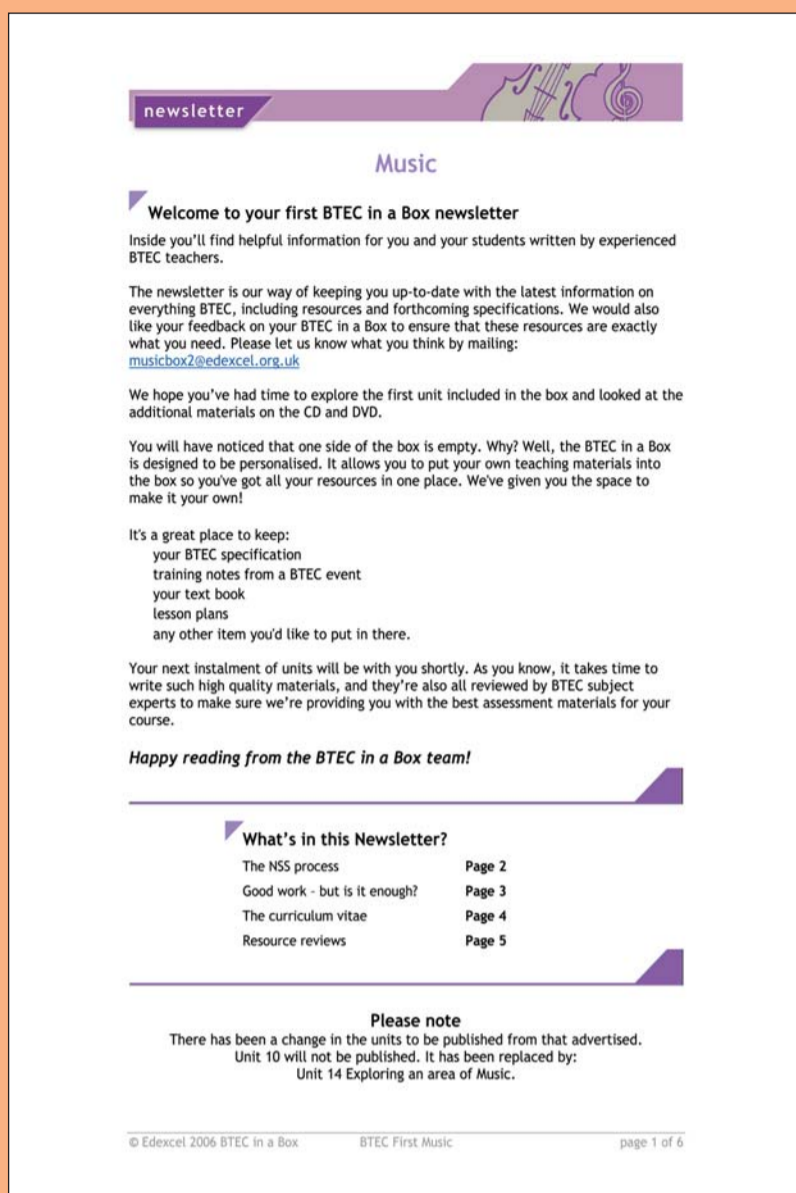 newsletter
Music
Welcome to your first BTEC in a Box newsletter
Inside you'll find helpful information for you and your students written by experienced
BTEC teachers.
The newsletter is our way of keeping you up-to-date with the latest information on
everything BTEC, including resources and forthcoming specifications. We would also
like your feedback on your BTEC in a Box to ensure that these resources are exactly
what you need. Please let us know what you think by mailing:
musicbox2@edexcel.org.uk
We hope you've had time to explore the first unit included in the box and looked at the
additional materials on the CD and DVD.
You will have noticed that one side of the box is empty. Why? Well, the BTEC in a Box
is designed to be personalised. It allows you to put your own teaching materials into
the box so you've got all your resources in one place. We've given you the space to
make it your own!
It's a great place to keep:
your BTEC specification
training notes from a BTEC event
your text book
lesson plans
any other item you'd like to put in there.
Your next instalment of units will be with you shortly. As you know, it takes time to
write such high quality materials, and they're also all reviewed by BTEC subject
experts to make sure we're providing you with the best assessment materials for your
course.
Happy reading from the BTEC in a Box team!
What's in this Newsletter?
The NSS process Page 2
Good work - but is it enough? Page 3
The curriculum vitae Page 4
Resource reviews Page 5
Please note
There has been a change in the units to be published from that advertised.
Unit 10 will not be published. It has been replaced by:
Unit 14 Exploring an area of Music.
© Edexcel 2006 BTEC in a Box BTEC First Music page 1 of 6